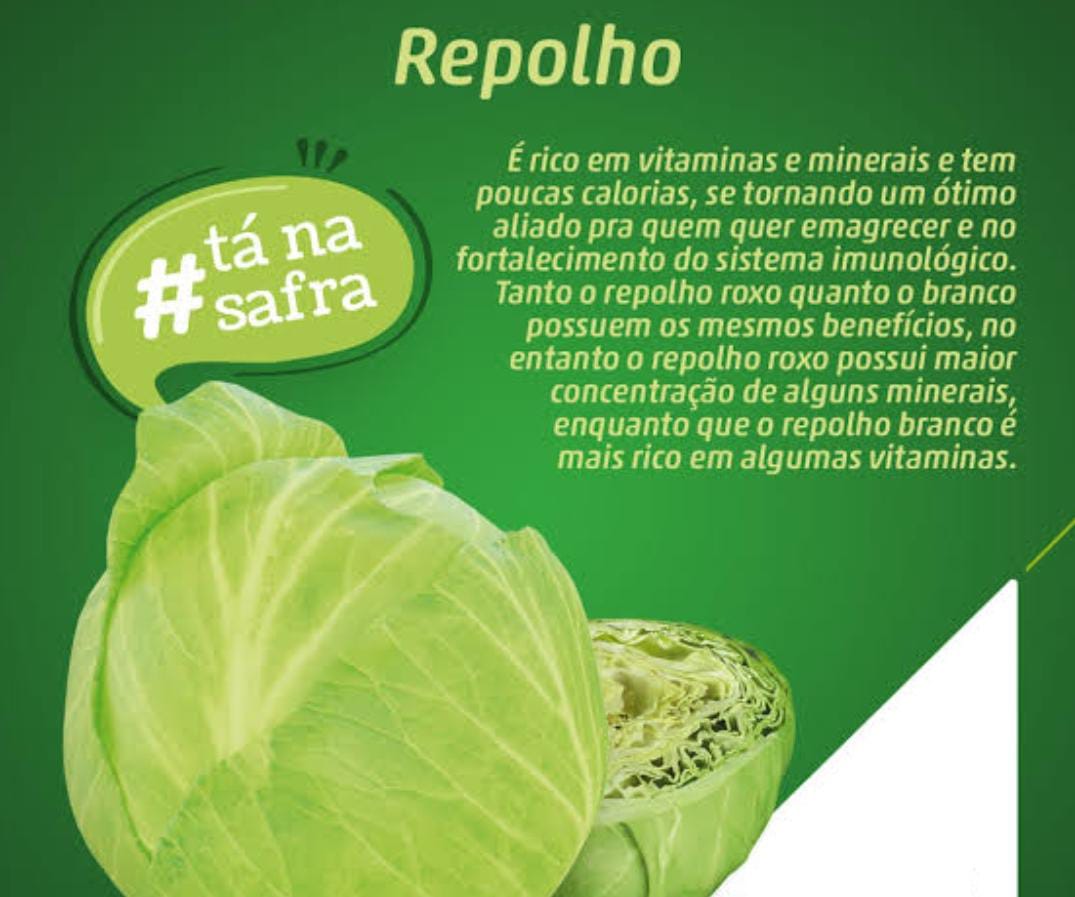 Repolho
#tá na
safra
É rico em vitaminas e minerais e tem
poucas calorias, se tornando um ótimo
aliado pra quem quer emagrecer e no
fortalecimento do sistema imunológico.
Tanto o repolho roxo quanto o branco
possuem os mesmos benefícios, no
entanto o repolho roxo possui maior
concentração de alguns minerais,
enquanto que o repolho branco é
mais rico em algumas vitaminas.